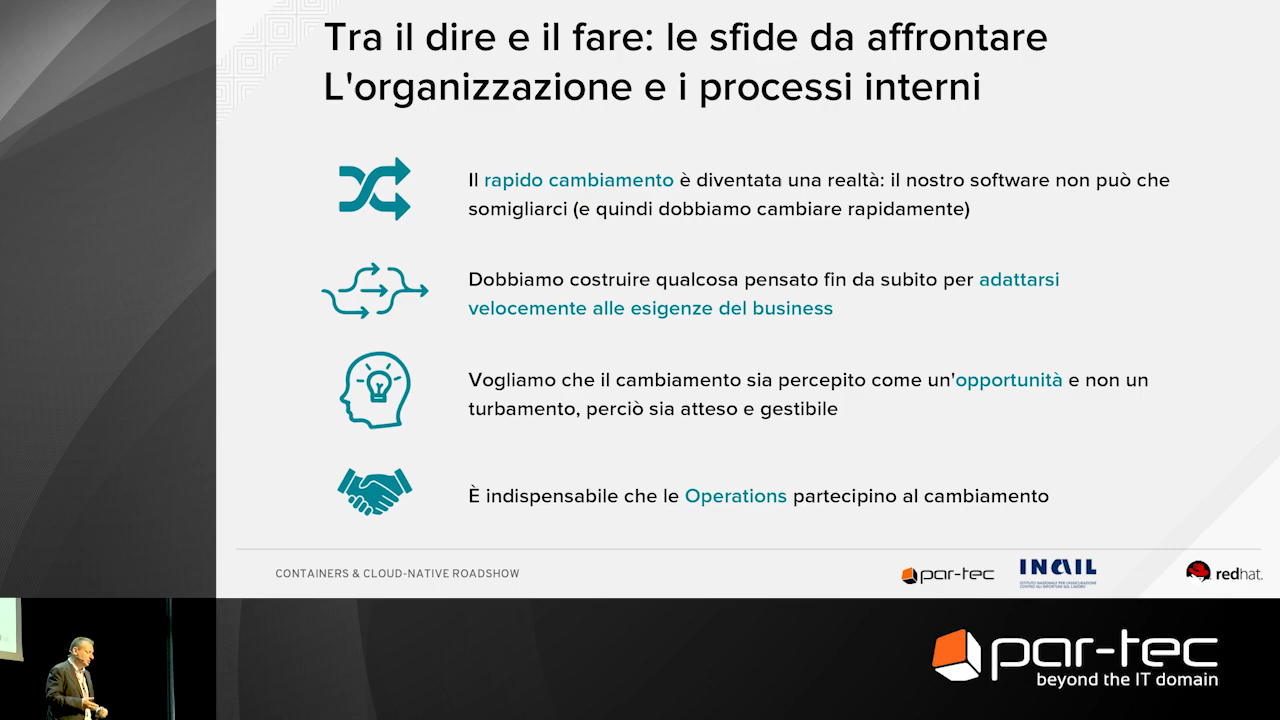 Tra il dire e il fare: le sfide da affrontare
L'organizzazione e i processi interni
Il rapido cambiamento è diventata una realtà: il nostro software non può che
somigliarci (e quindi dobbiamo cambiare rapidamente)
Dobbiamo costruire qualcosa pensato fin da subito per adattarsi
velocemente alle esigenze del business
Vogliamo che il cambiamento sia percepito come un'opportunità e non un
turbamento, perciò sia atteso e gestibile
È indispensabile che le Operations partecipino al cambiamento
CONTAINERS & CLOUD-NATIVE ROADSHOW
par-tec
INAIL
ISTITUTO NAZIONALE PER L'ASSICURAZIONE
CONTRO GLI INFORTUNI SUL LAVORO
redhat.
par-tec
beyond the IT domain